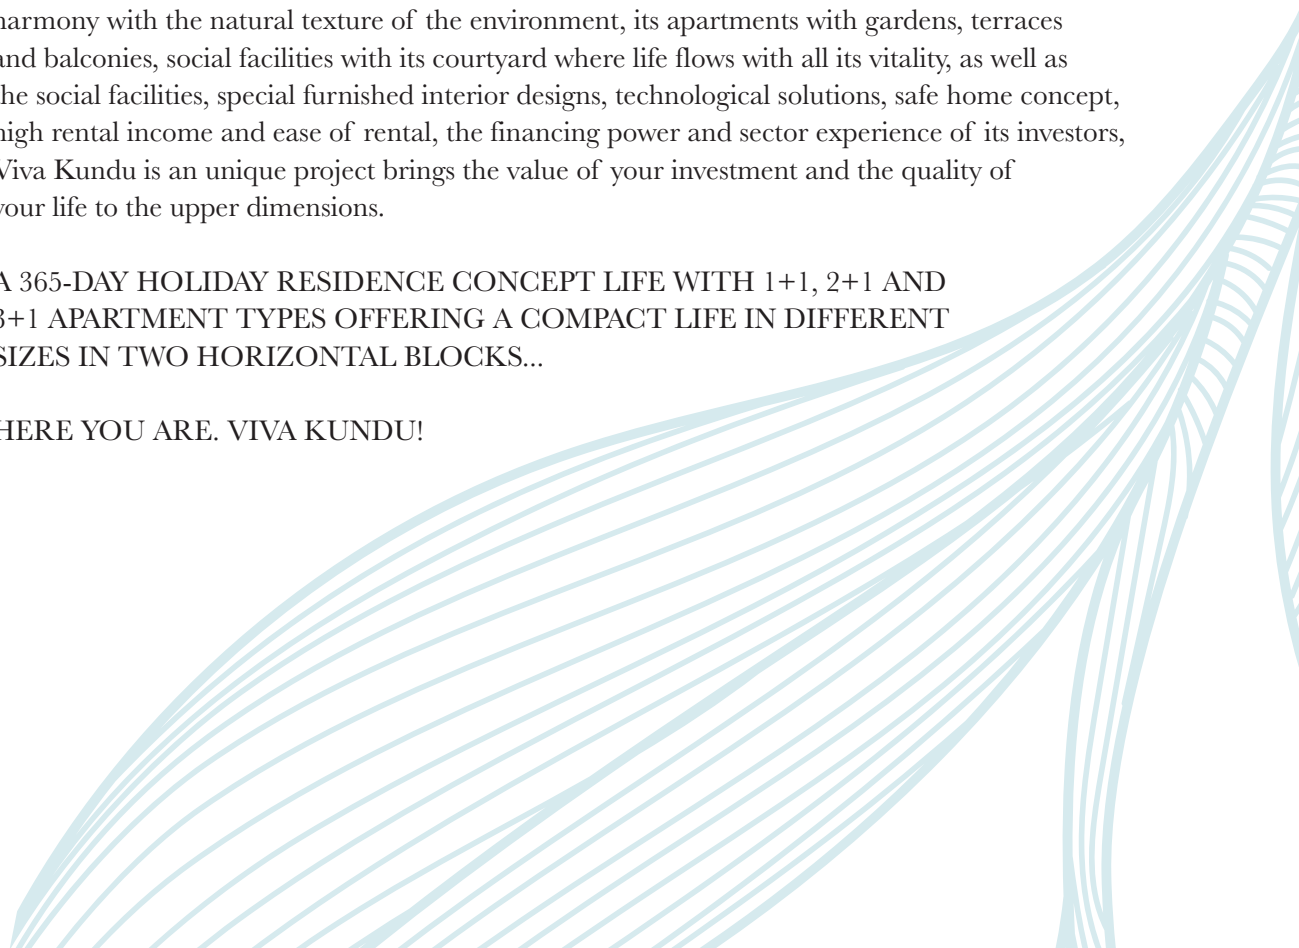 harmony with the natural texture of the environment, its apartments with gardens, terraces
and balconies, social facilities with its courtyard where life flows with all its vitality, as well as
the social facilities, special furnished interior designs, technological solutions, safe home concept,
high rental income and ease of rental, the financing power and sector experience of its investors,
Viva Kundu is an unique project brings the value of your investment and the quality of
your life to the upper dimensions.
A 365-DAY HOLIDAY RESIDENCE CONCEPT LIFE WITH 1+1, 2+1 AND
3+1 APARTMENT TYPES OFFERING A COMPACT LIFE IN DIFFERENT
SIZES IN TWO HORIZONTAL BLOCKS...
HERE YOU ARE. VIVA KUNDU!